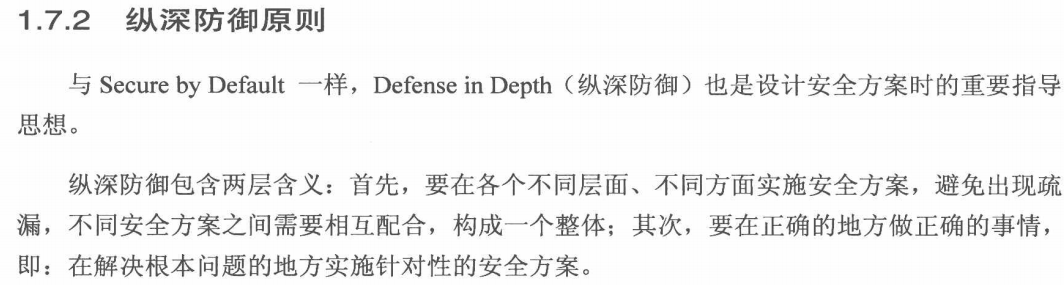 1.7.2 纵深防御原则
与 Secure by Default 一样，Defense in Depth（纵深防御）也是设计安全方案时的重要指导
思想。
纵深防御包含两层含义：首先，要在各个不同层面、不同方面实施安全方案，避免出现疏
漏，不同安全方案之间需要相互配合，构成一个整体；其次，要在正确的地方做正确的事情，
即：在解决根本问题的地方实施针对性的安全方案。